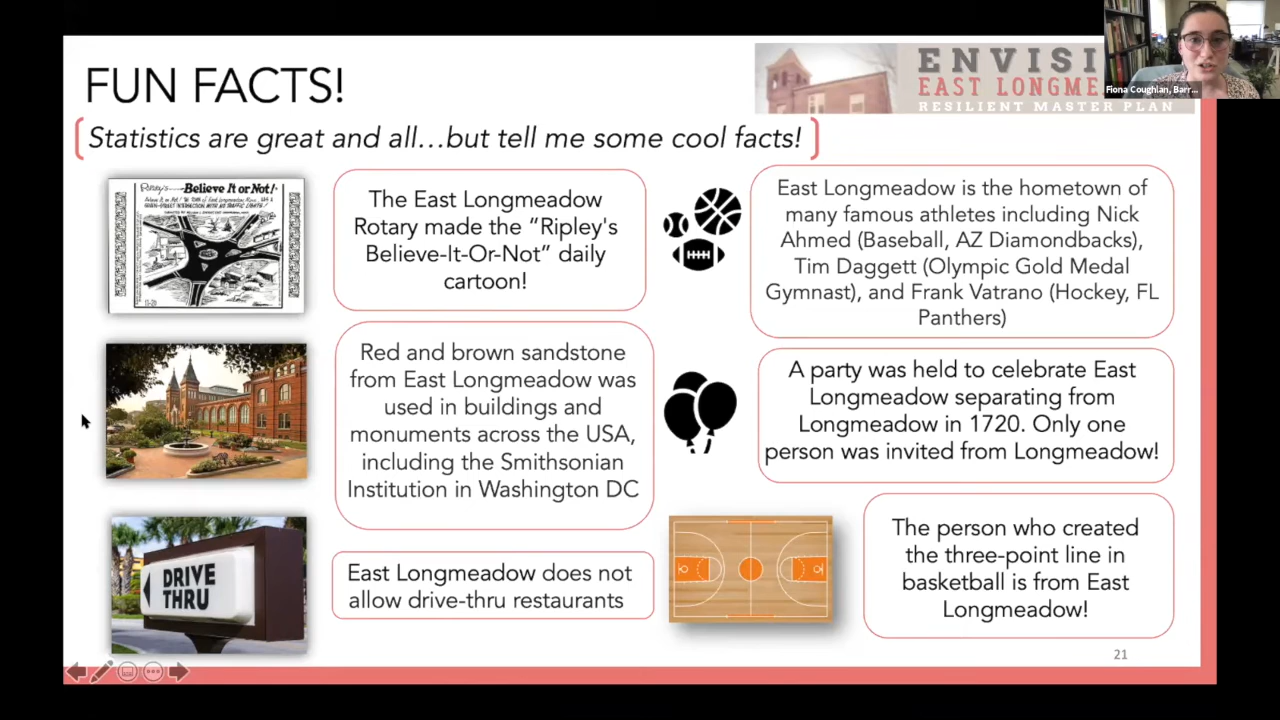 FUN FACTS!
ENVISI
EAST LONGME
RESILIENT MASTER PLAN
Fiona Coughlan, Barr...
Statistics are great and all...but tell me some cool facts!
Ripley's Believe It or Not!
The East Longmeadow
Rotary made the “Ripley's
Believe-It-Or-Not” daily
cartoon!
East Longmeadow is the hometown of
many famous athletes including Nick
Ahmed (Baseball, AZ Diamondbacks),
Tim Daggett (Olympic Gold Medal
Gymnast), and Frank Vatrano (Hockey, FL
Panthers)
Red and brown sandstone
from East Longmeadow was
used in buildings and
monuments across the USA,
including the Smithsonian
Institution in Washington DC
A party was held to celebrate East
Longmeadow separating from
Longmeadow in 1720. Only one
person was invited from Longmeadow!
DRIVE
THRU
East Longmeadow does not
allow drive-thru restaurants
The person who created
the three-point line in
basketball is from East
Longmeadow!
21